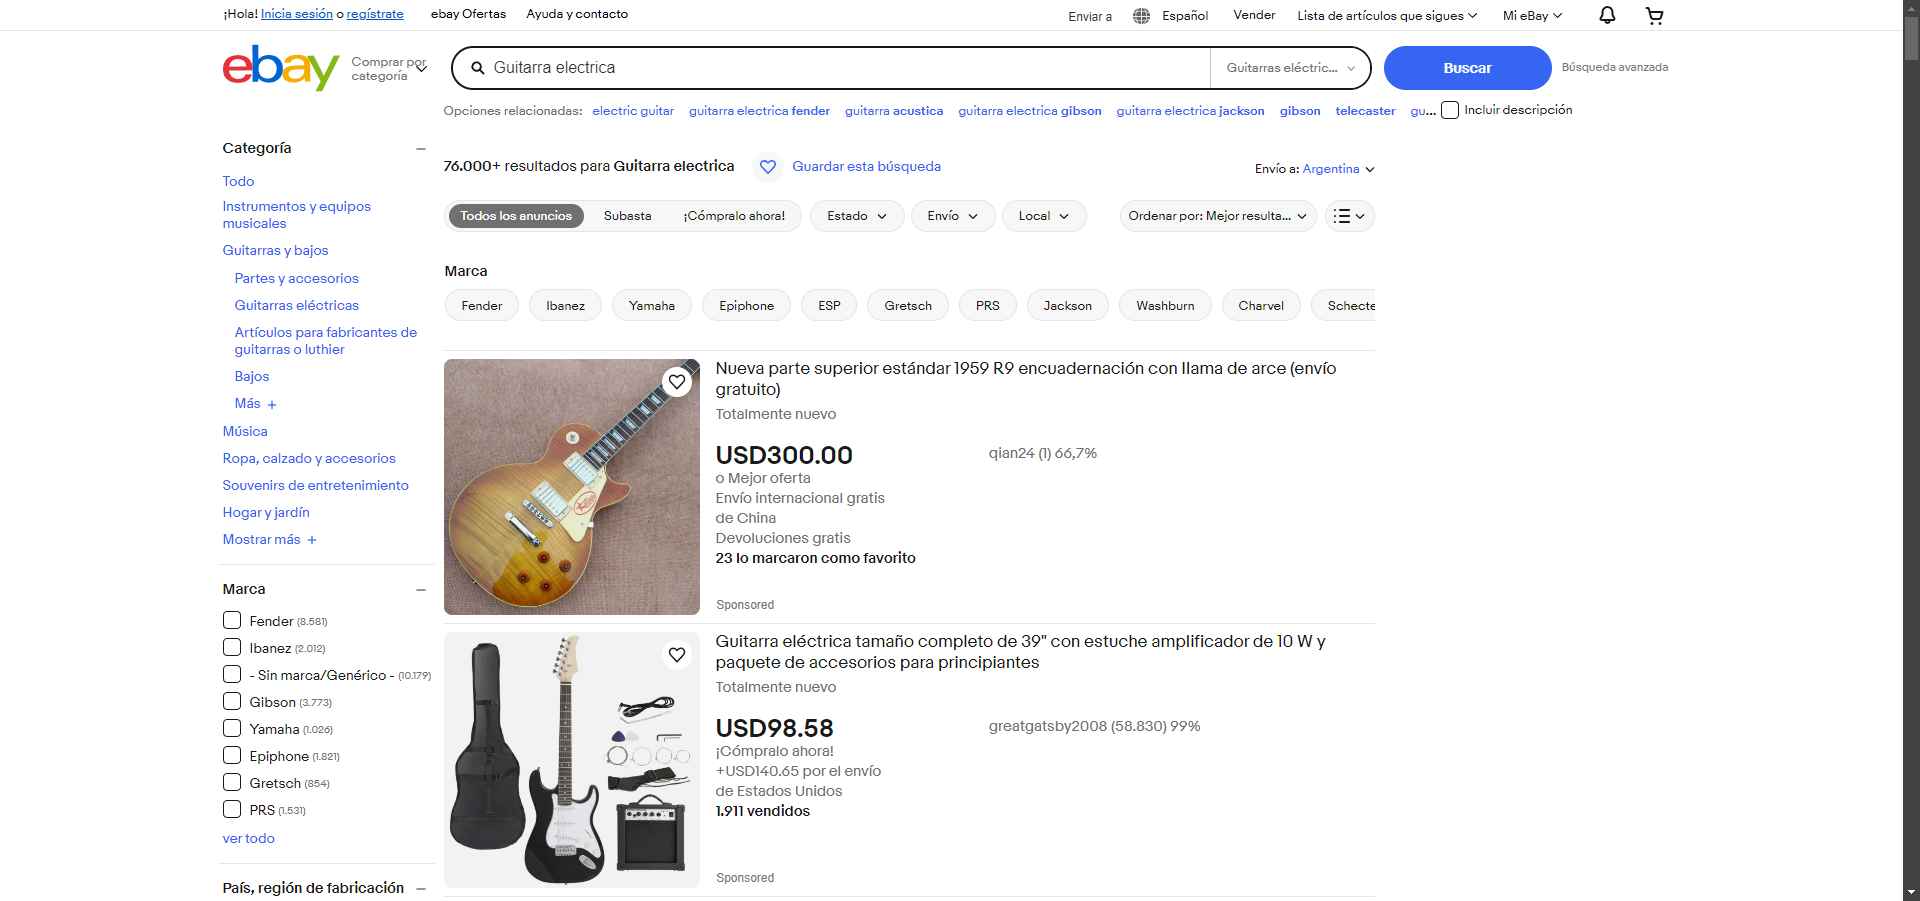 ¡Hola! Inicia sesión o regístrate
ebay Ofertas
Ayuda y contacto
Enviar a
Español
Vender
Lista de artículos que sigues
Mi eBay
ebay
Comprar por
categoría
Guitarra electrica
Guitarras eléctric...
Buscar
Búsqueda avanzada
Opciones relacionadas:
electric guitar
guitarra electrica fender
guitarra acustica
guitarra electrica gibson
guitarra electrica jackson
gibson
telecaster
gu...
Incluir descripción
Categoría
Todo
Instrumentos y equipos
musicales
Guitarras y bajos
Partes y accesorios
Guitarras eléctricas
Artículos para fabricantes de
guitarras o luthier
Bajos
Más +
Música
Ropa, calzado y accesorios
Souvenirs de entretenimiento
Hogar y jardín
Mostrar más +
Marca
Fender (8.581)
Ibanez (2.012)
- Sin marca/Genérico - (10.179)
Gibson (3.773)
Yamaha (1.026)
Epiphone (1.821)
Gretsch (854)
PRS (1.531)
ver todo
País, región de fabricación
76.000+ resultados para Guitarra electrica
Guardar esta búsqueda
Envío a: Argentina
Todos los anuncios
Subasta
¡Cómpralo ahora!
Estado
Envío
Local
Ordenar por: Mejor resulta...
Marca
Fender
Ibanez
Yamaha
Epiphone
ESP
Gretsch
PRS
Jackson
Washburn
Charvel
Schecte
Nueva parte superior estándar 1959 R9 encuadernación con llama de arce (envío
gratuito)
Totalmente nuevo
USD300.00
qian24 (1) 66,7%
o Mejor oferta
Envío internacional gratis
de China
Devoluciones gratis
23 lo marcaron como favorito
Sponsored
Guitarra eléctrica tamaño completo de 39" con estuche amplificador de 10 W y
paquete de accesorios para principiantes
Totalmente nuevo
USD98.58
greatgatsby2008 (58.830) 99%
¡Cómpralo ahora!
+USD140.65 por el envío
de Estados Unidos
1.911 vendidos
Sponsored